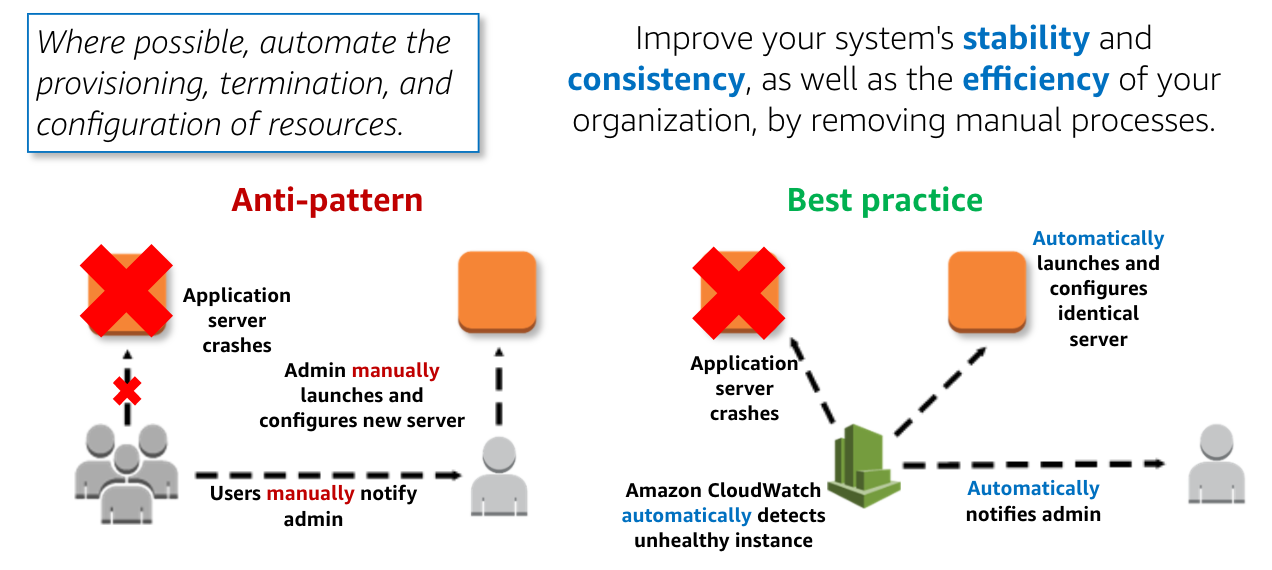 Where possible, automate the
provisioning, termination, and
configuration of resources.
Improve your system's stability and
consistency, as well as the efficiency of your
organization, by removing manual processes.
Anti-pattern
Application
server
crashes
Admin manually
launches and
configures new server
Users manually notify
admin
Best practice
Application
server
crashes
Automatically
launches and
configures
identical
server
Amazon CloudWatch
automatically detects
unhealthy instance
Automatically
notifies admin